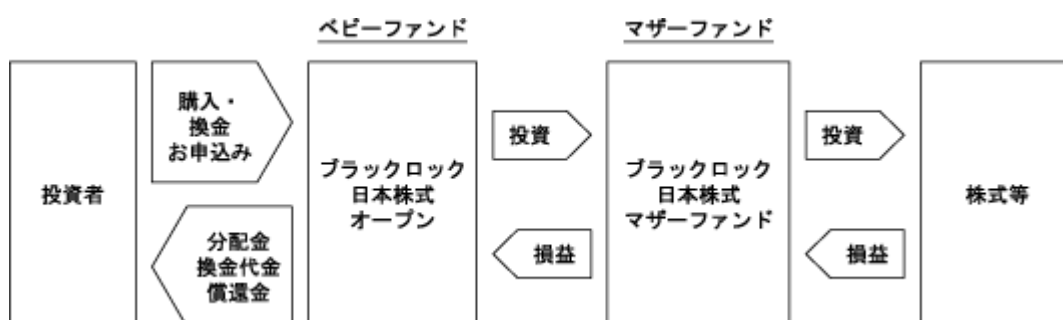 ベビーファンド
マザーファンド
投資者
購入・
換金
お申込み
分配金
換金代金
償還金
ブラックロック
日本株式
オープン
投資
損益
ブラックロック
日本株式
マザーファンド
投資
損益
株式等